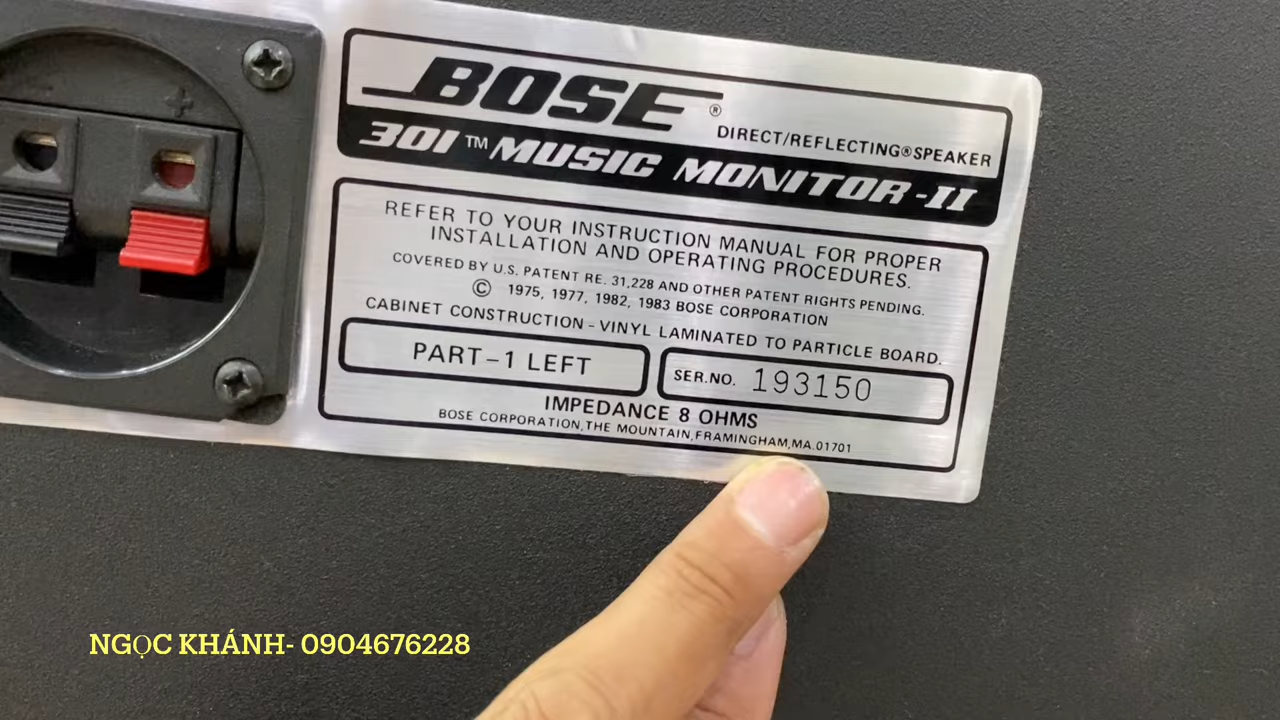 - +
BOSE®
DIRECT/REFLECTING®SPEAKER
301™ MUSIC MONITOR-II
REFER TO YOUR INSTRUCTION MANUAL FOR PROPER
INSTALLATION AND OPERATING PROCEDURES.
COVERED BY U.S. PATENT RE. 31,228 AND OTHER PATENT RIGHTS PENDING.
© 1975, 1977, 1982, 1983 BOSE CORPORATION
CABINET CONSTRUCTION - VINYL LAMINATED TO PARTICLE BOARD.
PART-1 LEFT
SER.NO. 193150
IMPEDANCE 8 OHMS
BOSE CORPORATION,THE MOUNTAIN,FRAMINGHAM,MA.01701
NGỌC KHÁNH- 0904676228